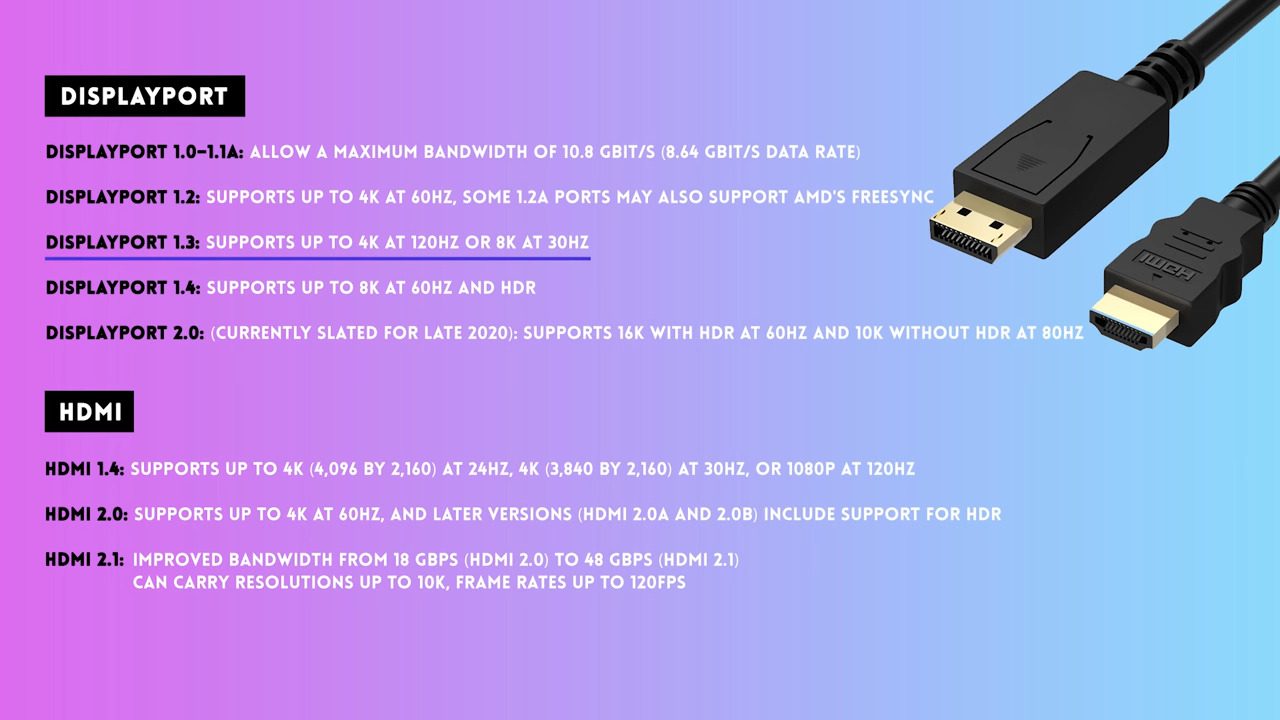 DISPLAYPORT
DISPLAYPORT 1.0-1.1A: ALLOW A MAXIMUM BANDWIDTH OF 10.8 GBIT/S (8.64 GBIT/S DATA RATE)
DISPLAYPORT 1.2: SUPPORTS UP TO 4K AT 60HZ, SOME 1.2A PORTS MAY ALSO SUPPORT AMD'S FREESYNC
DISPLAYPORT 1.3: SUPPORTS UP TO 4K AT 120HZ OR 8K AT 30HZ
DISPLAYPORT 1.4: SUPPORTS UP TO 8K AT 60HZ AND HDR
DISPLAYPORT 2.0: (CURRENTLY SLATED FOR LATE 2020): SUPPORTS 16K WITH HDR AT 60HZ AND 10K WITHOUT HDR AT 80HZ
HDMI
HDMI
HDMI 1.4: SUPPORTS UP TO 4K (4,096 BY 2,160) AT 24HZ, 4K (3,840 BY 2,160) AT 30HZ, OR 1080P AT 120HZ
HDMI 2.0: SUPPORTS UP TO 4K AT 60HZ, AND LATER VERSIONS (HDMI 2.0A AND 2.0B) INCLUDE SUPPORT FOR HDR
HDMI 2.1: IMPROVED BANDWIDTH FROM 18 GBPS (HDMI 2.0) TO 48 GBPS (HDMI 2.1)
CAN CARRY RESOLUTIONS UP TO 10K, FRAME RATES UP TO 120FPS